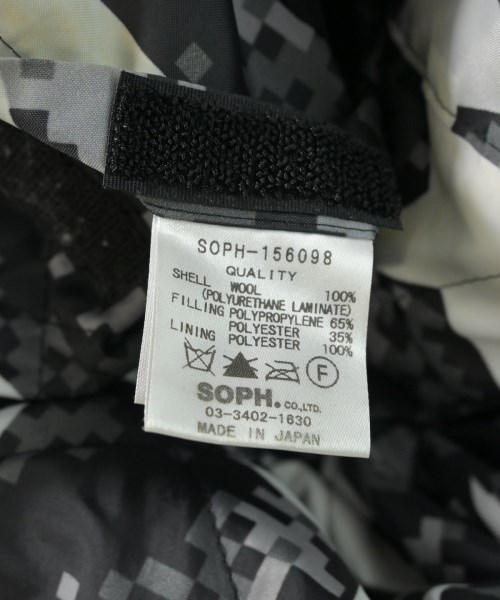 SOPH-156098
QUALITY
SHELL WOOL 100%
(POLYURETHANE LAMINATE)
FILLING POLYPROPYLENE 65%
POLYESTER 35%
LINING POLYESTER 100%
F
SOPH. CO.,LTD.
03-3402-1630
MADE IN JAPAN